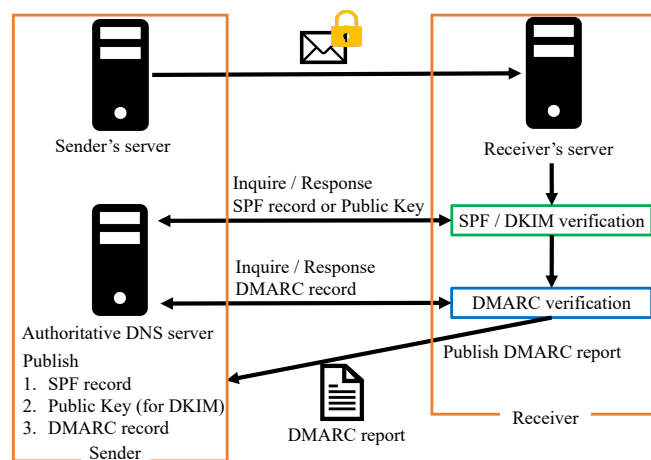 Sender's server
Receiver's server
Inquire / Response
SPF record or Public Key
SPF / DKIM verification
Inquire / Response
DMARC record
DMARC verification
Authoritative DNS server
Publish DMARC report
Publish
1. SPF record
2. Public Key (for DKIM)
3. DMARC record
DMARC report
Sender
Receiver